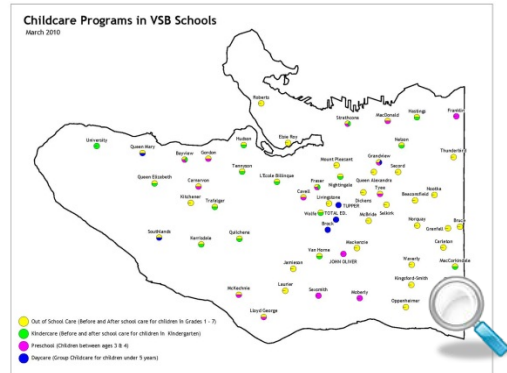 Childcare Programs in VSB Schools
March 2010
Roberts
Strathcona
MacDonald
Hastings
Franklin
University
Queen Mary
Bayview
Gordon
Hudson
Elsie Roy
Nelson
Thunderbird
Mount Pleasant
Grandview
Secord
Queen Elizabeth
Carnarvon
Tennyson
L'Ecole Bilingue
Fraser
Nightingale
Queen Alexandra
Tyee
Beaconsfield
Nootka
Kitchener
Trafalgar
Cavell
Livingstone
TUPPER
Dickens
Selkirk
Wolfe
TOTAL ED.
McBride
Norquay
Grenfell
Southlands
Kerrisdale
Quilchena
Brock
Van Horne
Mackenzie
Carleton
JOHN OLIVER
Waverly
MacCorkindale
Jamieson
Kingsford-Smith
McKechnie
Laurier
Sexsmith
Moberly
Oppenheimer
Lloyd George
Out of School Care (Before and After school care for children in Grades 1 - 7)
Kindercare (Before and after school care for children in Kindergarten)
Preschool (Children between ages 3 & 4)
Daycare (Group Childcare for children under 5 years)